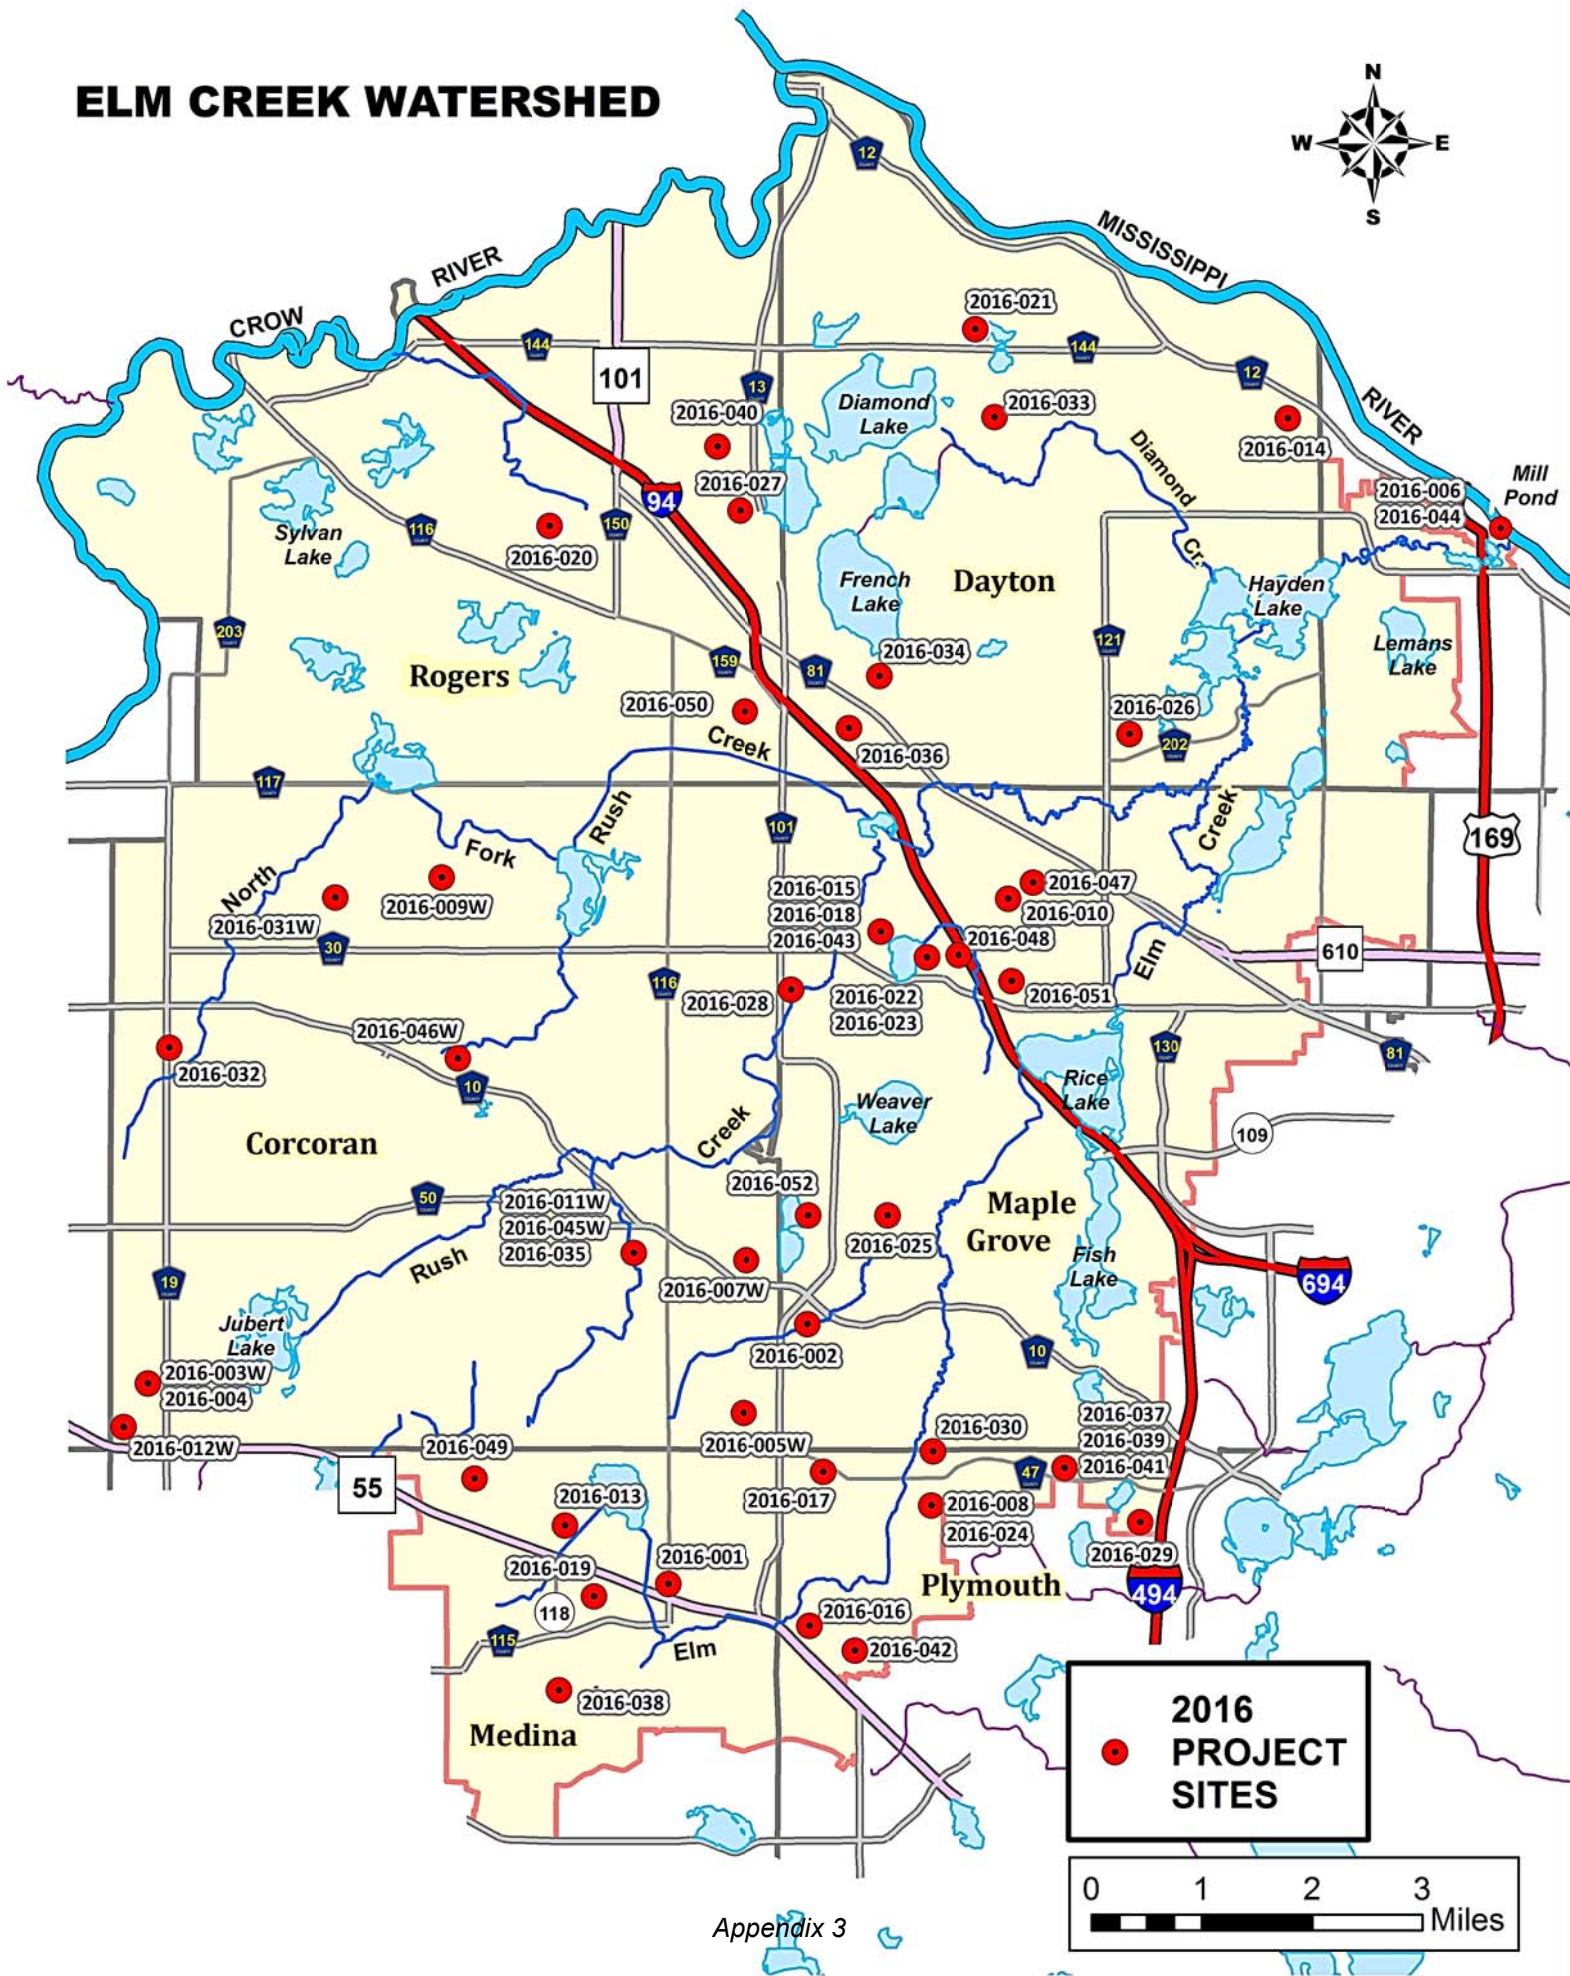 ELM CREEK WATERSHED
N
W
E
S
12
MISSISSIPPI
RIVER
CROW
2016-021
144
144
101
12
13
2016-040
Diamond
Lake
2016-033
RIVER
2016-014
Diamond
Cr.
Mill
Pond
2016-027
2016-006
2016-044
94
116
150
Sylvan
Lake
2016-020
French
Lake
Dayton
Hayden
Lake
203
121
Lemans
Lake
2016-034
159
81
Rogers
2016-050
2016-026
Creek
2016-036
202
117
Rush
101
Creek
169
Fork
North
2016-015
2016-018
2016-043
2016-047
2016-010
2016-009W
2016-031W
30
2016-048
610
Elm
116
2016-028
2016-022
2016-023
2016-051
2016-046W
2016-032
10
130
81
Rice
Lake
Weaver
Lake
Creek
109
Corcoran
2016-052
50
2016-011W
2016-045W
2016-035
Maple
Grove
2016-025
Rush
Fish
Lake
19
2016-007W
694
Jubert
Lake
2016-002
10
2016-003W
2016-004
2016-037
2016-039
2016-041
2016-030
2016-012W
2016-049
2016-005W
47
55
2016-013
2016-017
2016-008
2016-024
2016-001
2016-029
2016-019
Plymouth
494
118
2016-016
115
Elm
2016-042
2016-038
Medina
2016
PROJECT
SITES
0 1 2 3
Miles
Appendix 3